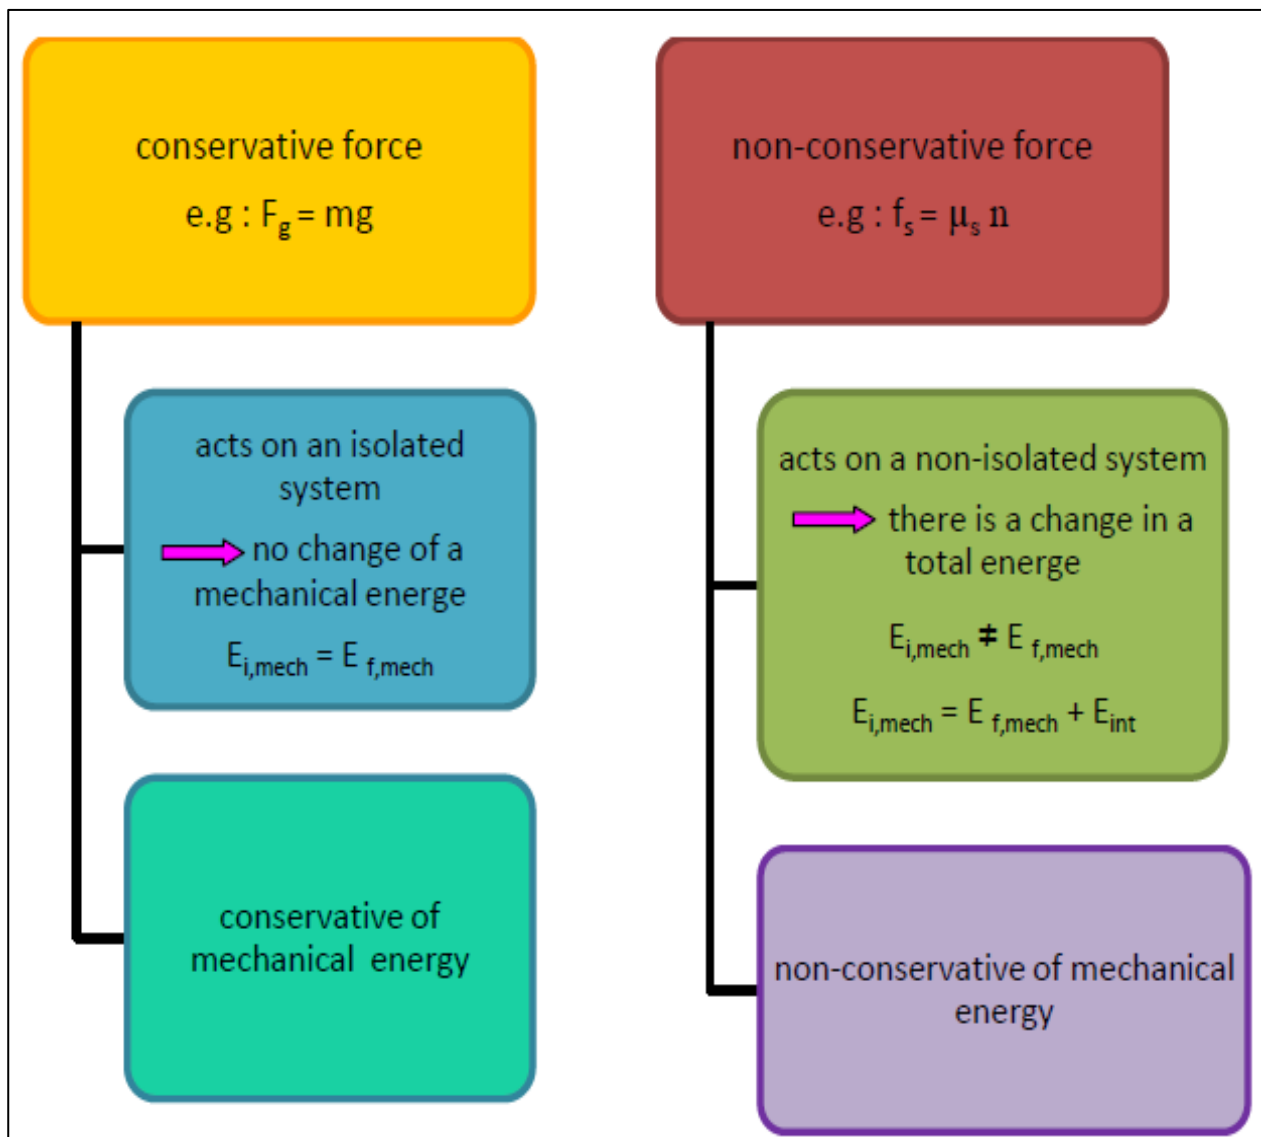 conservative force
e.g : Fg = mg
acts on an isolated
system
no change of a
mechanical energe
Ei,mech = E f,mech
conservative of
mechanical energy
non-conservative force
e.g : fs = μs n
acts on a non-isolated system
there is a change in a
total energe
Ei,mech ≠ E f,mech
Ei,mech = E f,mech + Eint
non-conservative of mechanical
energy